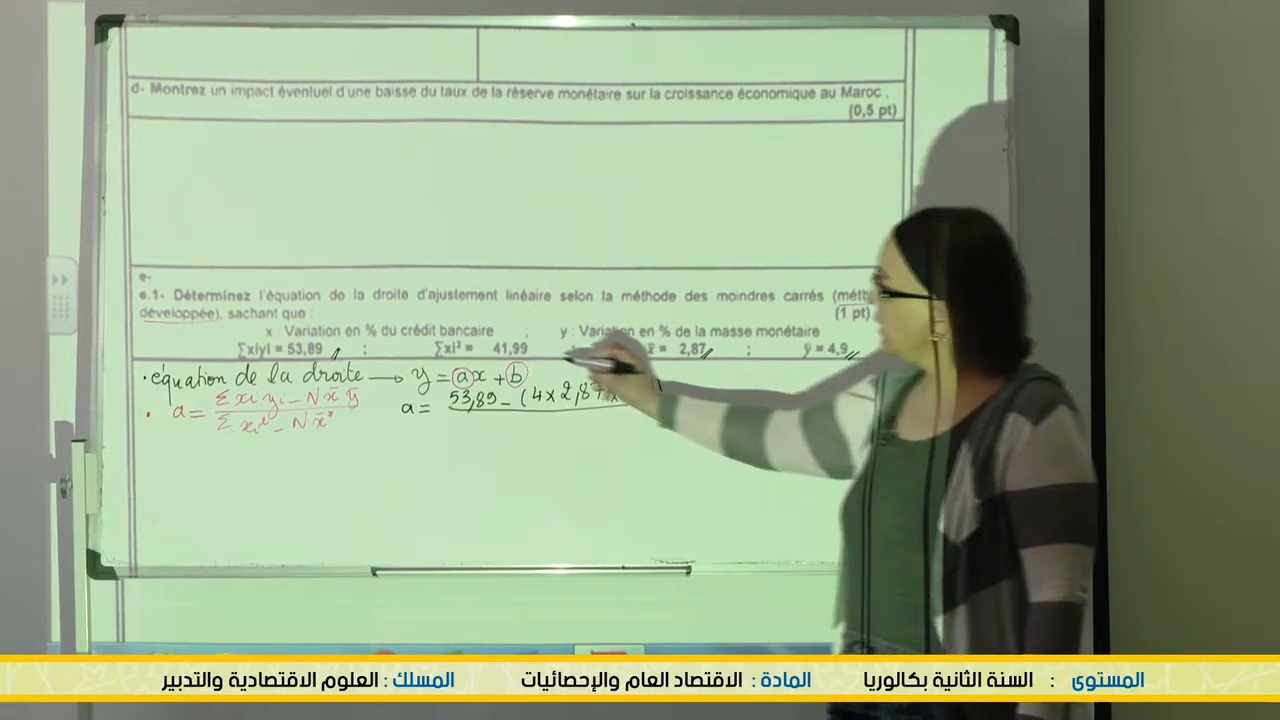 d- Montrez un impact éventuel d'une baisse du taux de la réserve monétaire sur la croissance économique au Maroc .
(0,5 pt)
e-
e.1- Déterminez l'équation de la droite d'ajustement linéaire selon la méthode des moindres carrés (méth
développée), sachant que :
(1 pt)
x : Variation en % du crédit bancaire ; y : Variation en % de la masse monétaire
∑xiyi = 53,89 ; ∑xi² = 41,99 x̄ = 2,87 ; ȳ = 4,9
• équation de la droite → y = ax + b
• a = (∑ xi yi - N x̄ ȳ) / (∑ xi² - N x̄²) a = 53,89 - (4 x 2,87 x
المستوى : السنة الثانية بكالوريا المادة : الاقتصاد العام والإحصائيات المسلك : العلوم الاقتصادية والتدبير